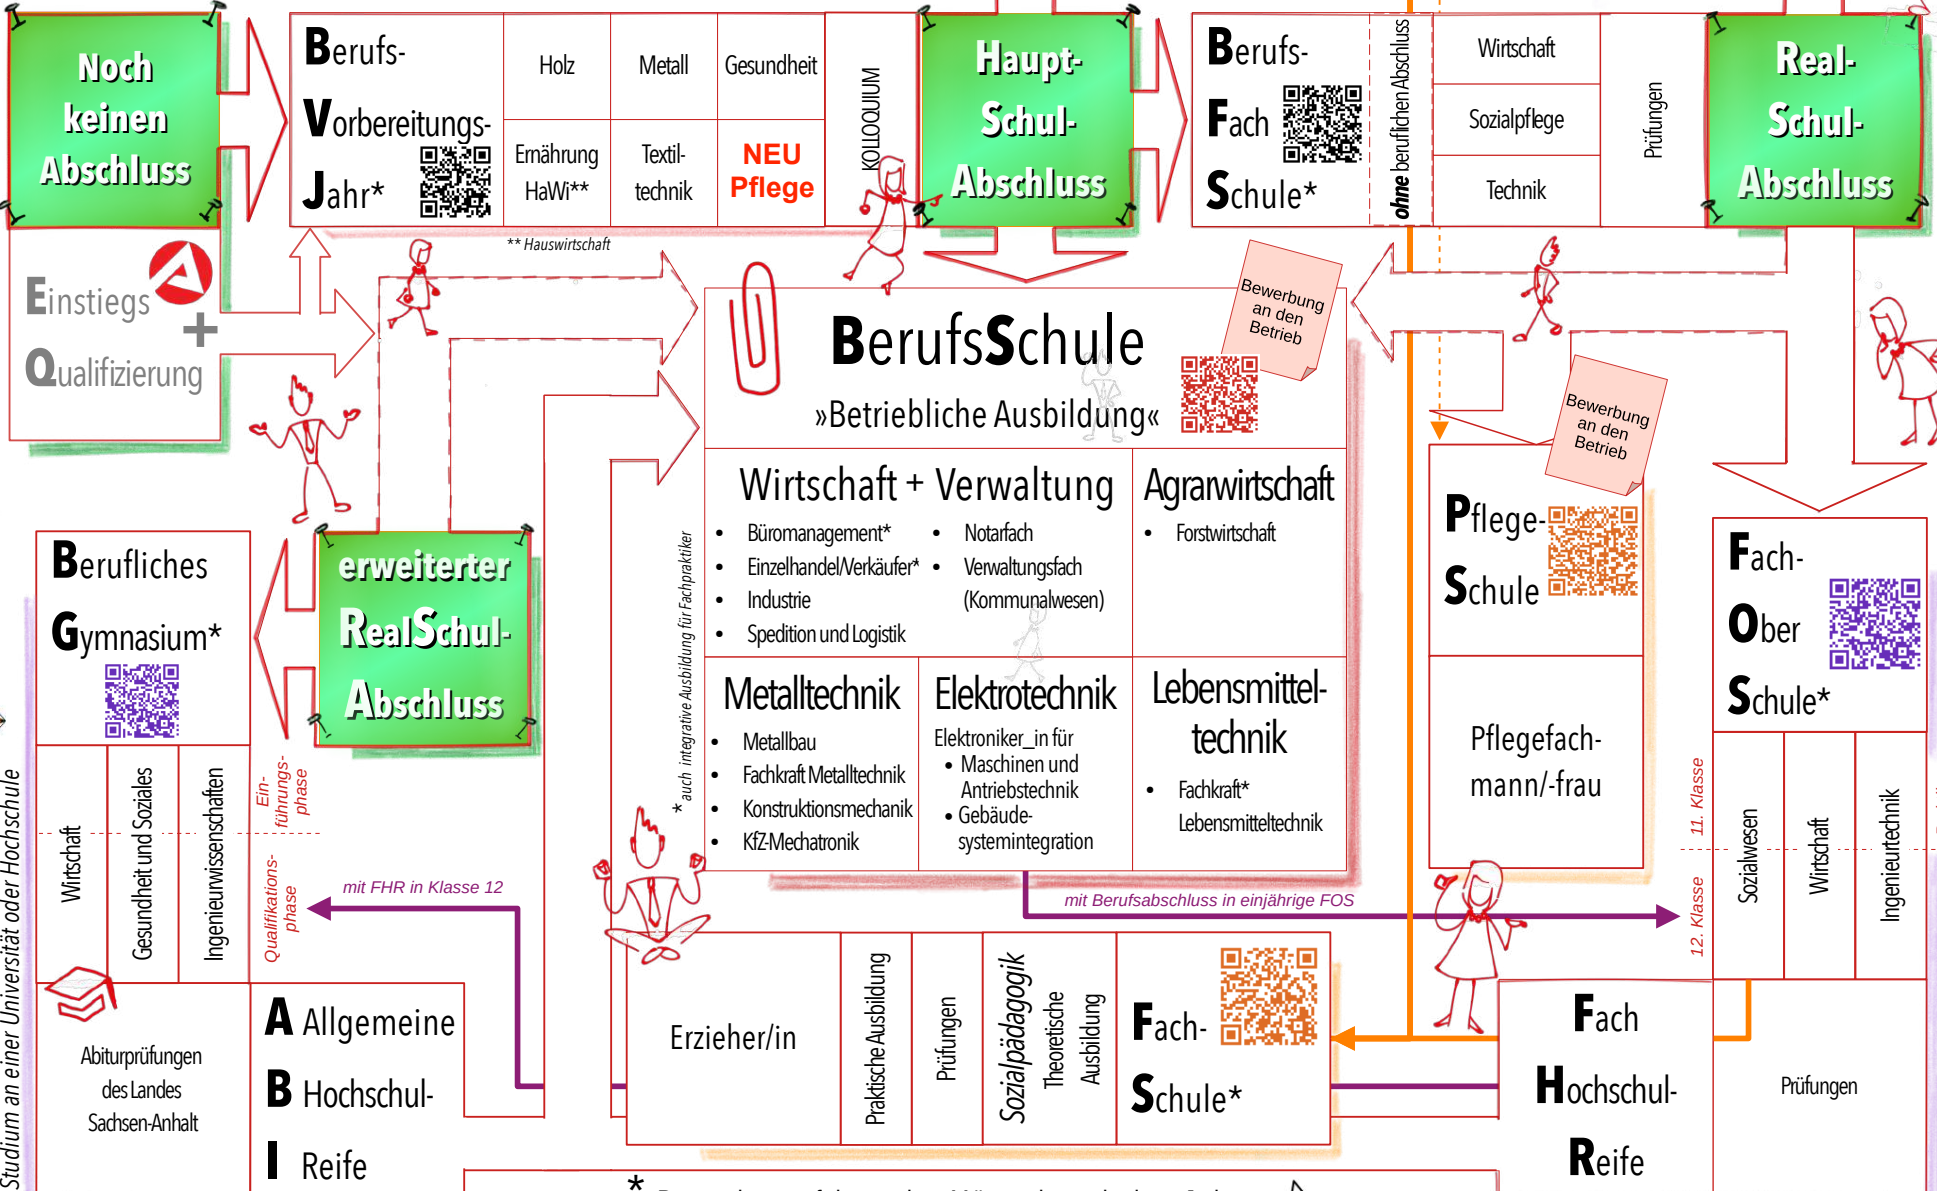 Noch
keinen
Abschluss
Berufs-
Vorbereitungs-
Jahr*
Holz
Metall
Gesundheit
Ernährung
HaWi**
Textil-
technik
NEU
Pflege
KOLLOQUIUM
** Hauswirtschaft
Haupt-
Schul-
Abschluss
Berufs-
Fach
Schule*
ohne beruflichen Abschluss
Wirtschaft
Sozialpflege
Technik
Prüfungen
Real-
Schul-
Abschluss
Einstiegs
+
Qualifizierung
BerufsSchule
»Betriebliche Ausbildung«
Bewerbung
an den
Betrieb
Bewerbung
an den
Betrieb
Wirtschaft + Verwaltung
• Büromanagement*
• Einzelhandel/Verkäufer*
• Industrie
• Spedition und Logistik
• Notarfach
• Verwaltungsfach
(Kommunalwesen)
Agrarwirtschaft
• Forstwirtschaft
Metalltechnik
• Metallbau
• Fachkraft Metalltechnik
• Konstruktionsmechanik
• KfZ-Mechatronik
Elektrotechnik
Elektroniker_in für
• Maschinen und
Antriebstechnik
• Gebäude-
systemintegration
Lebensmittel-
technik
• Fachkraft*
Lebensmitteltechnik
* auch integrative Ausbildung für Fachpraktiker
Pflege-
Schule
Pflegefach-
mann/-frau
Fach-
Ober
Schule*
11. Klasse
12. Klasse
Sozialwesen
Wirtschaft
Ingenieurtechnik
Berufliches
Gymnasium*
erweiterter
RealSchul-
Abschluss
Wirtschaft
Gesundheit und Soziales
Ingenieurwissenschaften
Ein-
führungs-
phase
Qualifikations-
phase
mit FHR in Klasse 12
mit Berufsabschluss in einjährige FOS
Studium an einer Universität oder Hochschule
Abiturprüfungen
des Landes
Sachsen-Anhalt
A Allgemeine
B Hochschul-
I Reife
Erzieher/in
Praktische Ausbildung
Prüfungen
Sozialpädagogik
Theoretische
Ausbildung
Fach-
Schule*
Fach
Hochschul-
Reife
Prüfungen
*